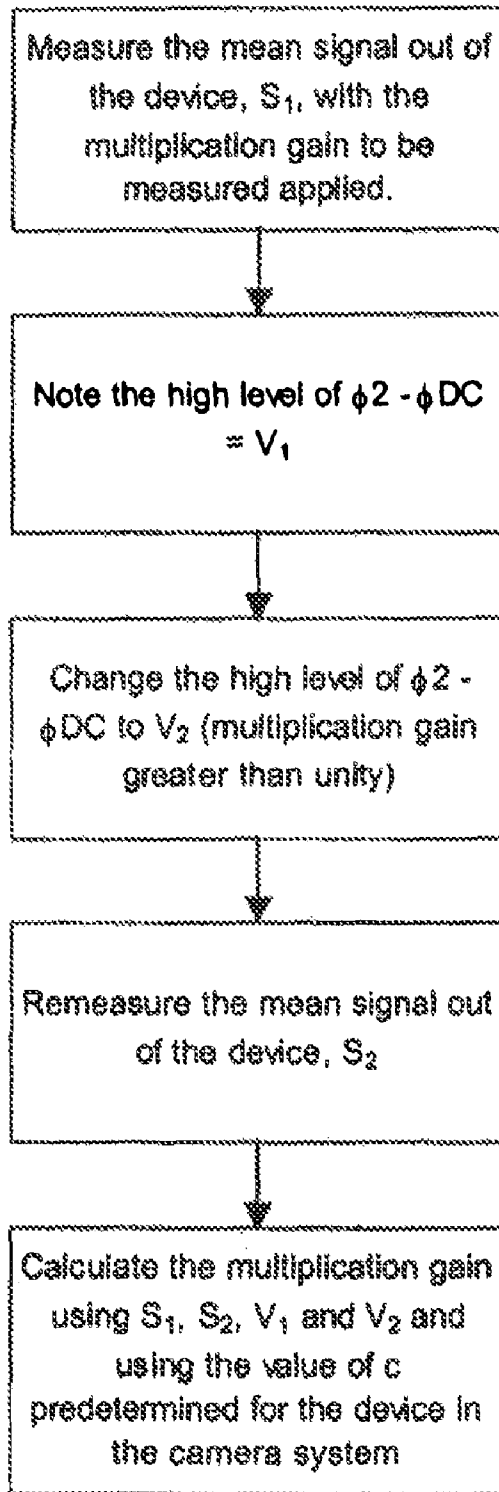 Measure the mean signal out of
the device, S₁, with the
multiplication gain to be
measured applied.
Note the high level of ϕ2 - ϕDC
= V₁
Change the high level of ϕ2 -
ϕDC to V₂ (multiplication gain
greater than unity)
Remeasure the mean signal out
of the device, S₂
Calculate the multiplication gain
using S₁, S₂, V₁ and V₂ and
using the value of c
predetermined for the device in
the camera system